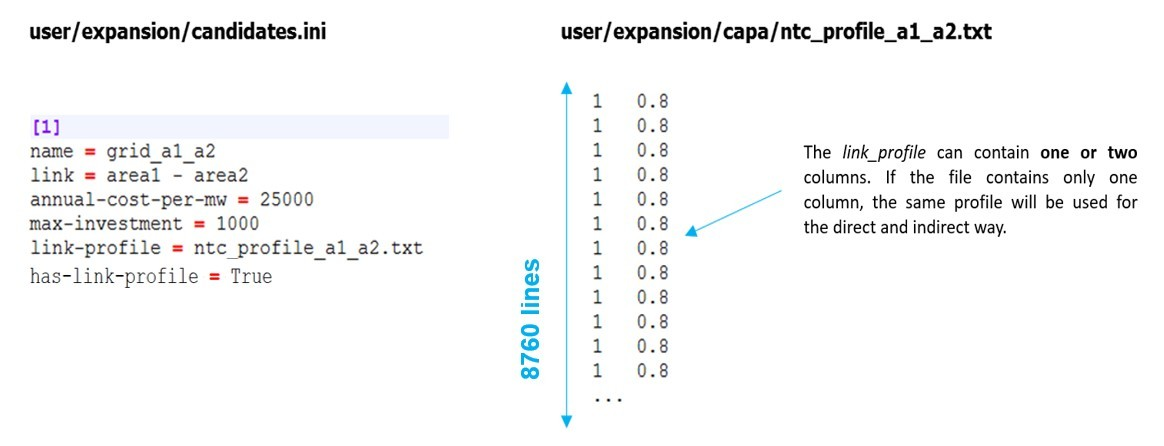 user/expansion/candidates.ini
[1]
name = grid_a1_a2
link = area1 - area2
annual-cost-per-mw = 25000
max-investment = 1000
link-profile = ntc_profile_a1_a2.txt
has-link-profile = True
user/expansion/capa/ntc_profile_a1_a2.txt
8760 lines
1 0.8
1 0.8
1 0.8
1 0.8
1 0.8
1 0.8
1 0.8
1 0.8
1 0.8
1 0.8
1 0.8
1 0.8
...
The link_profile can contain one or two
columns. If the file contains only one
column, the same profile will be used for
the direct and indirect way.